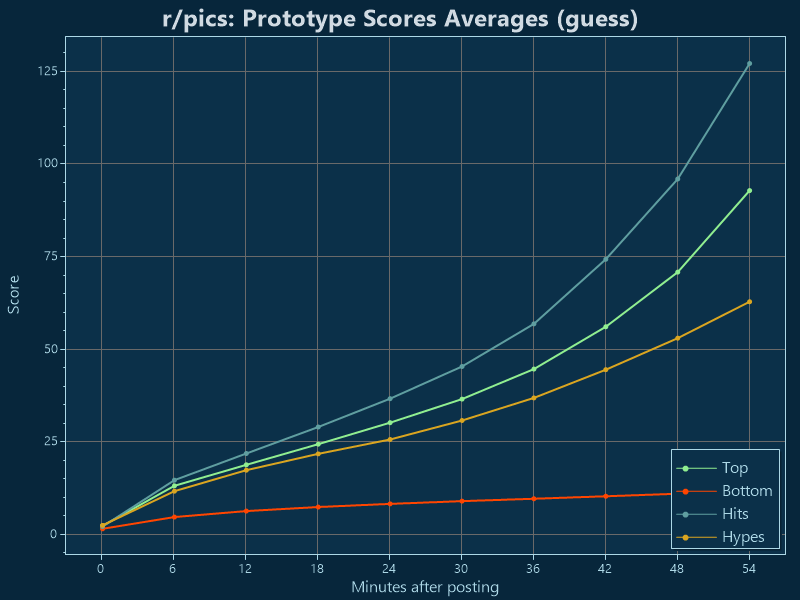 r/pics: Prototype Scores Averages (guess)
125
100
75
50
25
0
Score
0 6 12 18 24 30 36 42 48 54
Minutes after posting
Top
Bottom
Hits
Hypes